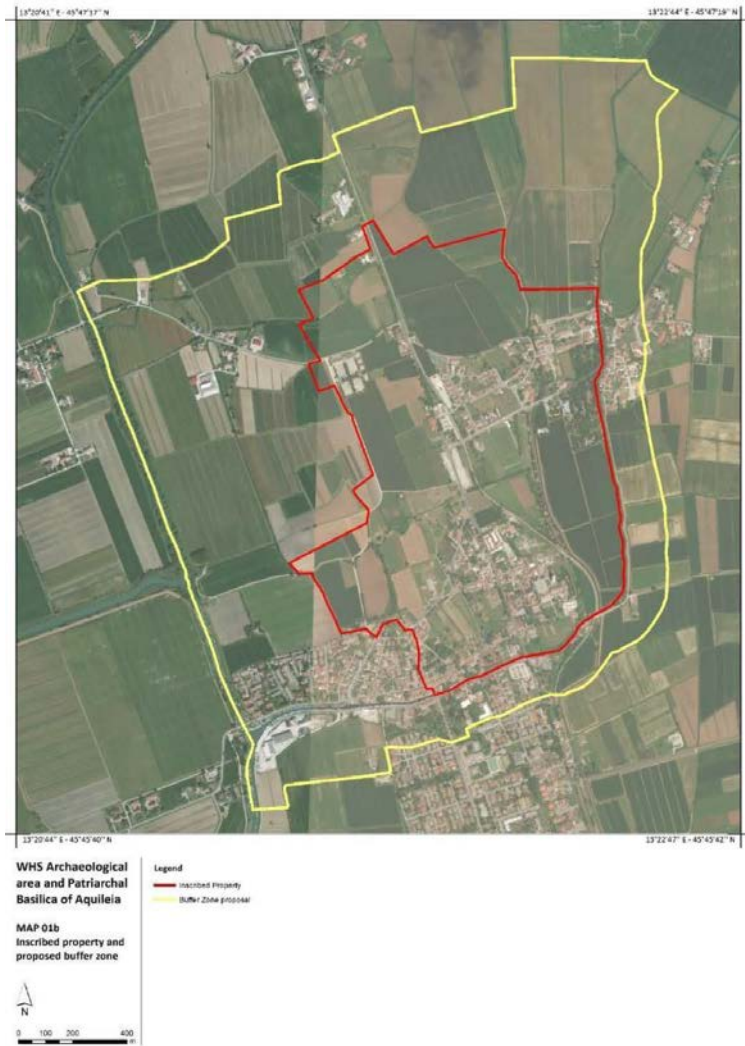 13°20'41" E - 45°47'17" N
13°22'44" E - 45°47'19" N
13°20'44" E - 45°45'40" N
13°22'47" E - 45°45'42" N
WHS Archaeological
area and Patriarchal
Basilica of Aquileia
MAP 01b
Inscribed property and
proposed buffer zone
N
0 100 200 400
m
Legend
Inscribed Property
Buffer Zone proposal